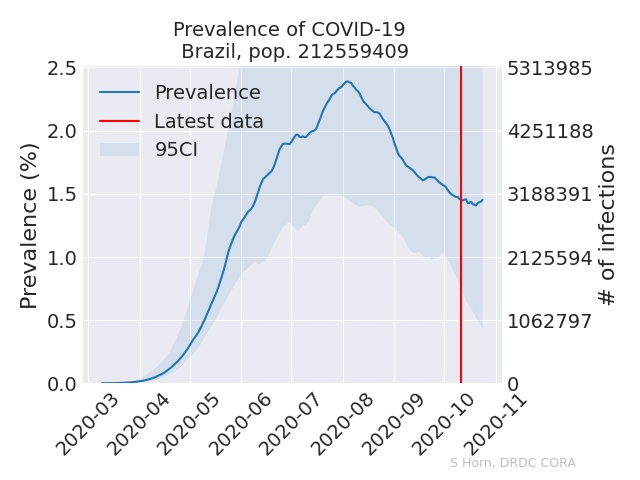 Prevalence of COVID-19
Brazil, pop. 212559409
2.5
2.0
1.5
1.0
0.5
0.0
Prevalence (%)
Prevalence
Latest data
95CI
5313985
4251188
3188391
2125594
1062797
0
# of infections
2020-03
2020-04
2020-05
2020-06
2020-07
2020-08
2020-09
2020-10
2020-11
S Horn, DRDC CORA